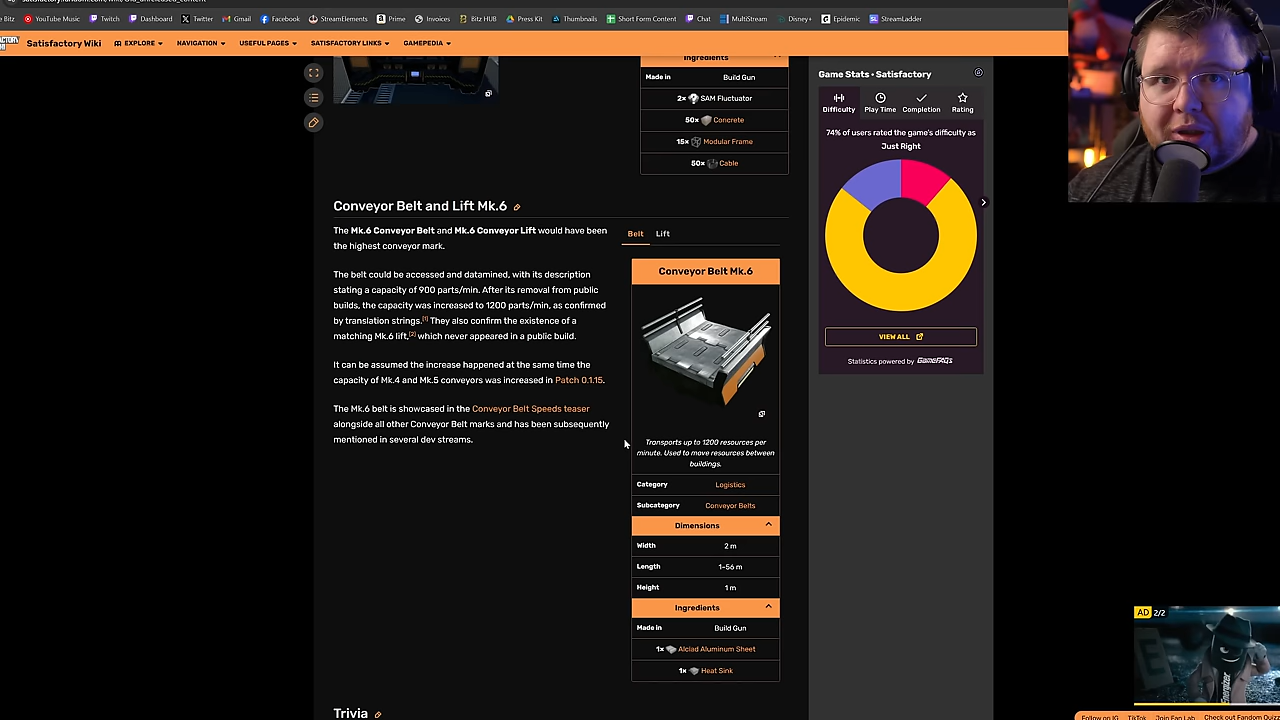 Bitz YouTube Music Twitch Dashboard Twitter Gmail Facebook StreamElements Prime Invoices Bitz HUB Press Kit Thumbnails Short Form Content Chat MultiStream Disney+ Epidemic StreamLadder
Satisfactory Wiki EXPLORE NAVIGATION USEFUL PAGES SATISFACTORY LINKS GAMEPEDIA
Ingredients
Made in Build Gun
2x SAM Fluctuator
50x Concrete
15x Modular Frame
50x Cable
Conveyor Belt and Lift Mk.6
The Mk.6 Conveyor Belt and Mk.6 Conveyor Lift would have been
the highest conveyor mark.
The belt could be accessed and datamined, with its description
stating a capacity of 900 parts/min. After its removal from public
builds, the capacity was increased to 1200 parts/min, as confirmed
by translation strings.[1] They also confirm the existence of a
matching Mk.6 lift,[2] which never appeared in a public build.
It can be assumed the increase happened at the same time the
capacity of Mk.4 and Mk.5 conveyors was increased in Patch 0.1.15.
The Mk.6 belt is showcased in the Conveyor Belt Speeds teaser
alongside all other Conveyor Belt marks and has been subsequently
mentioned in several dev streams.
Belt Lift
Conveyor Belt Mk.6
Transports up to 1200 resources per
minute. Used to move resources between
buildings.
Category Logistics
Subcategory Conveyor Belts
Dimensions
Width 2 m
Length 1-56 m
Height 1 m
Ingredients
Made in Build Gun
1x Alclad Aluminum Sheet
1x Heat Sink
Trivia
Game Stats • Satisfactory
Difficulty Play Time Completion Rating
74% of users rated the game's difficulty as
Just Right
VIEW ALL
Statistics powered by GameFAQs
AD 2/2
Energizer
Follow on IG TikTok Join Fan Lab Check out Fandom Quiz